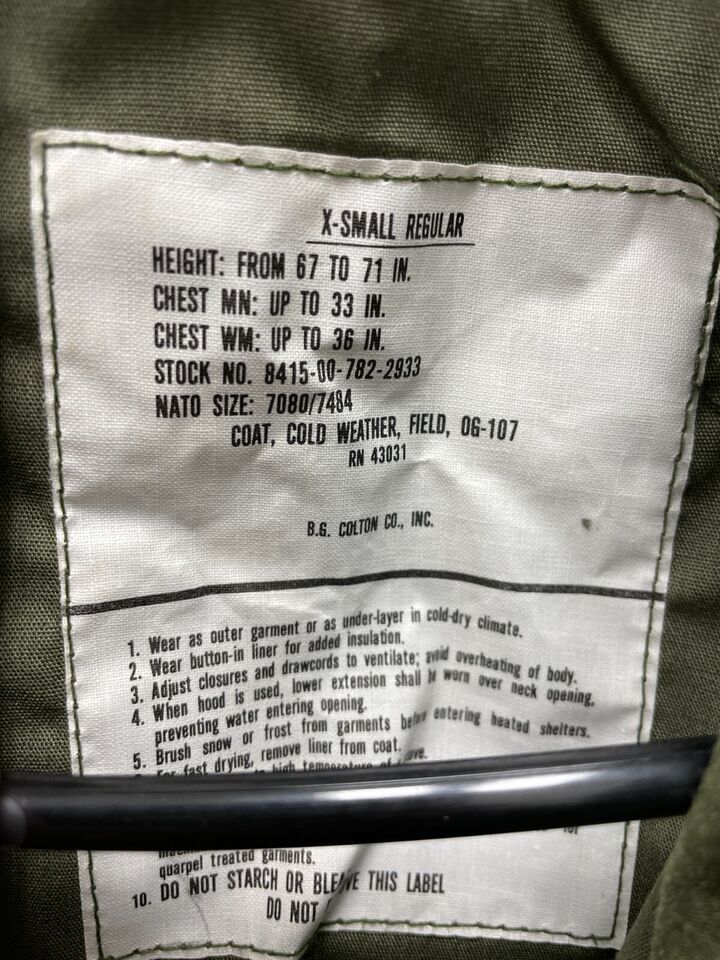 X-SMALL REGULAR
HEIGHT: FROM 67 TO 71 IN.
CHEST MN: UP TO 33 IN.
CHEST WM: UP TO 36 IN.
STOCK NO. 8415-00-782-2933
NATO SIZE: 7080/7484
COAT, COLD WEATHER, FIELD, OG-107
RN 43031
B.G. COLTON CO., INC.
1. Wear as outer garment or as under-layer in cold-dry climate.
2. Wear button-in liner for added insulation.
3. Adjust closures and drawcords to ventilate; avoid overheating of body.
4. When hood is used, lower extension shall be worn over neck opening,
preventing water entering opening.
5. Brush snow or frost from garments before entering heated shelters.
For fast drying, remove liner from coat.
high temperature of
for
quarpel treated garments.
10. DO NOT STARCH OR BLEACH THIS LABEL
DO NOT